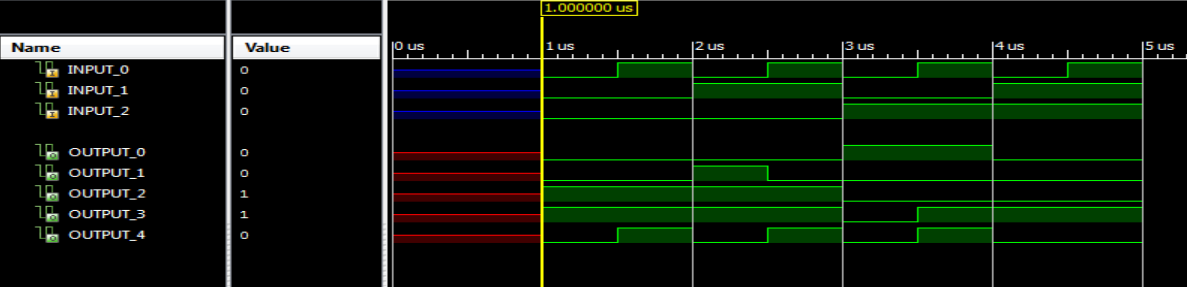 1.000000 us
Name Value 0 us 1 us 2 us 3 us 4 us 5 us
INPUT_0 0
INPUT_1 0
INPUT_2 0
OUTPUT_0 0
OUTPUT_1 0
OUTPUT_2 1
OUTPUT_3 1
OUTPUT_4 0